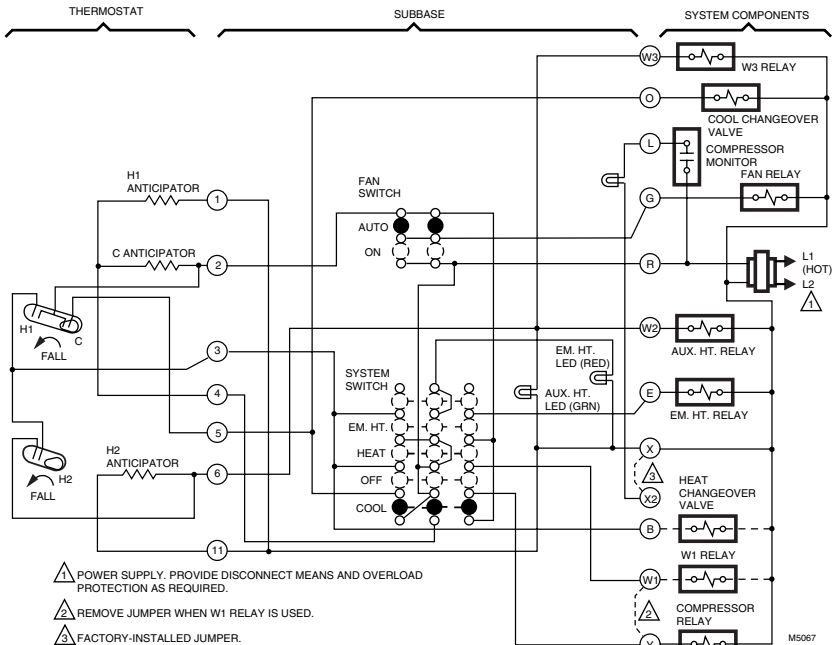 THERMOSTAT
SUBBASE
SYSTEM COMPONENTS
W3
W3 RELAY
O
COOL CHANGEOVER
VALVE
L
COMPRESSOR
MONITOR
FAN RELAY
H1
ANTICIPATOR
1
FAN
SWITCH
G
AUTO
C ANTICIPATOR
2
ON
R
L1
(HOT)
L2
1
H1
C
FALL
W2
AUX. HT. RELAY
3
EM. HT.
LED (RED)
SYSTEM
SWITCH
4
AUX. HT.
LED (GRN)
E
EM. HT. RELAY
5
EM. HT.
H2
ANTICIPATOR
HEAT
X
6
OFF
3
HEAT
CHANGEOVER
VALVE
H2
FALL
X2
COOL
B
W1 RELAY
11
W1
1 POWER SUPPLY. PROVIDE DISCONNECT MEANS AND OVERLOAD
PROTECTION AS REQUIRED.
2 REMOVE JUMPER WHEN W1 RELAY IS USED.
3 FACTORY-INSTALLED JUMPER.
2
COMPRESSOR
RELAY
Y
M5067